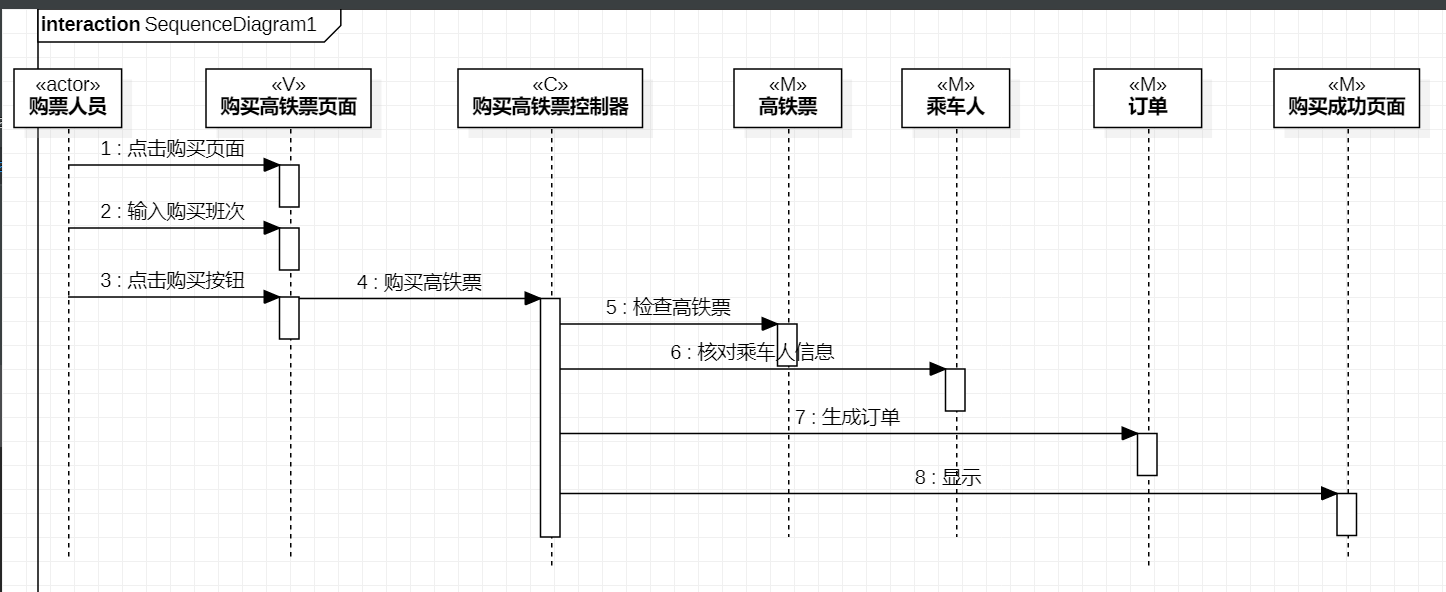 interaction SequenceDiagram1
«actor»
购票人员
«V»
购买高铁票页面
«C»
购买高铁票控制器
«M»
高铁票
«M»
乘车人
«M»
订单
«M»
购买成功页面
1 : 点击购买页面
2 : 输入购买班次
3 : 点击购买按钮
4 : 购买高铁票
5 : 检查高铁票
6 : 核对乘车人信息
7 : 生成订单
8 : 显示